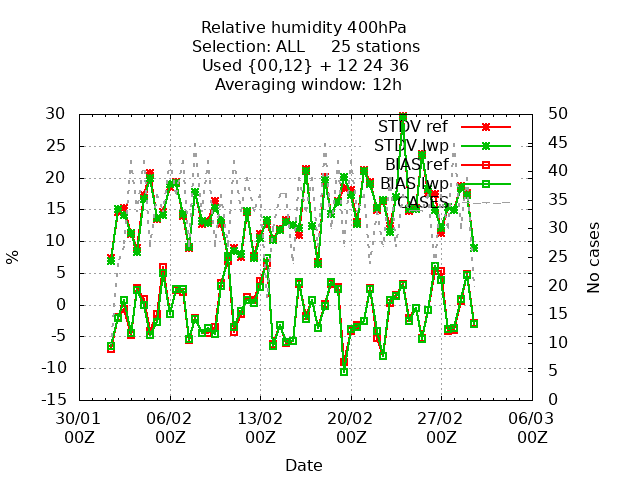 Relative humidity 400hPa
Selection: ALL     25 stations
Used {00,12} + 12 24 36
Averaging window: 12h
STDV ref
STDV lwp
BIAS ref
BIAS lwp
CASES
30
25
20
15
10
5
0
-5
-10
-15
%
50
45
40
35
30
25
20
15
10
5
0
No cases
30/01 06/02 13/02 20/02 27/02 06/03
00Z 00Z 00Z 00Z 00Z 00Z
Date